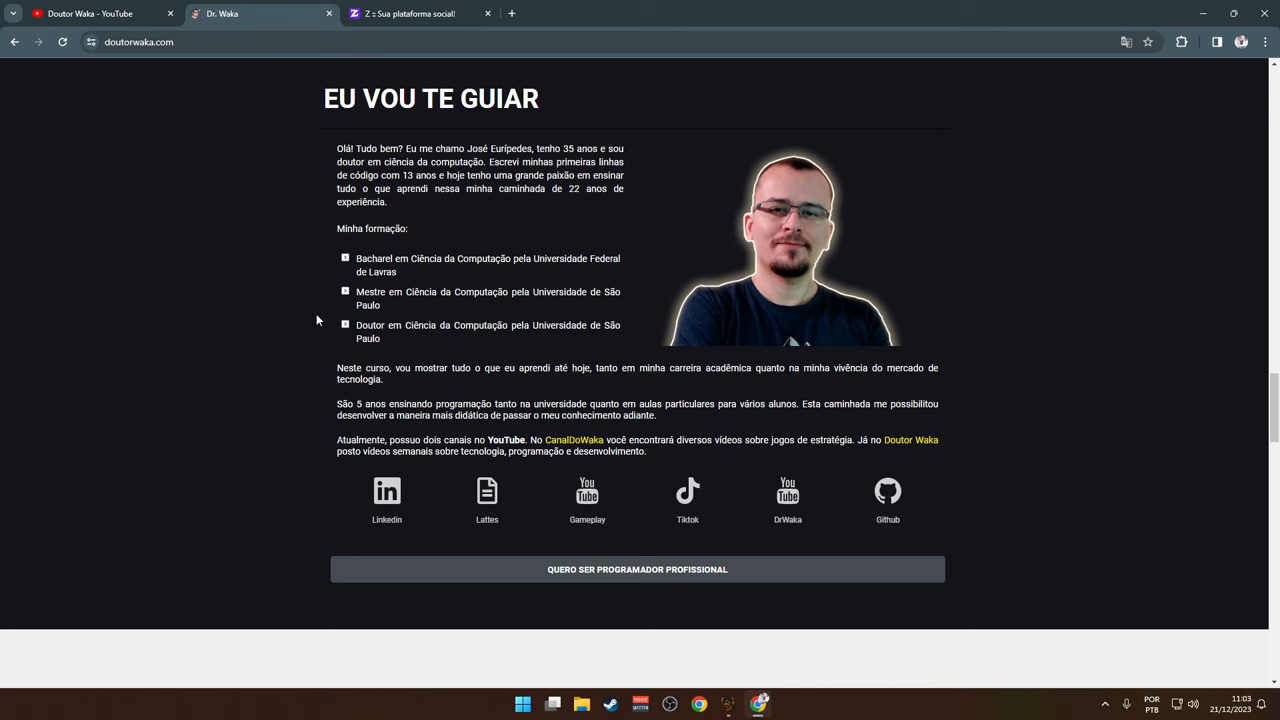 Doutor Waka - YouTube
Dr. Waka
Z :: Sua plataforma social!
doutorwaka.com
EU VOU TE GUIAR
Olá! Tudo bem? Eu me chamo José Eurípedes, tenho 35 anos e sou
doutor em ciência da computação. Escrevi minhas primeiras linhas
de código com 13 anos e hoje tenho uma grande paixão em ensinar
tudo o que aprendi nessa minha caminhada de 22 anos de
experiência.
Minha formação:
Bacharel em Ciência da Computação pela Universidade Federal
de Lavras
Mestre em Ciência da Computação pela Universidade de São
Paulo
Doutor em Ciência da Computação pela Universidade de São
Paulo
Neste curso, vou mostrar tudo o que eu aprendi até hoje, tanto em minha carreira acadêmica quanto na minha vivência do mercado de
tecnologia.
São 5 anos ensinando programação tanto na universidade quanto em aulas particulares para vários alunos. Esta caminhada me possibilitou
desenvolver a maneira mais didática de passar o meu conhecimento adiante.
Atualmente, possuo dois canais no YouTube. No CanalDoWaka você encontrará diversos vídeos sobre jogos de estratégia. Já no Doutor Waka
posto vídeos semanais sobre tecnologia, programação e desenvolvimento.
in You Tube You Tube
Linkedin Lattes Gameplay Tiktok DrWaka Github
QUERO SER PROGRAMADOR PROFISSIONAL
POR 11:03
PTB 21/12/2023